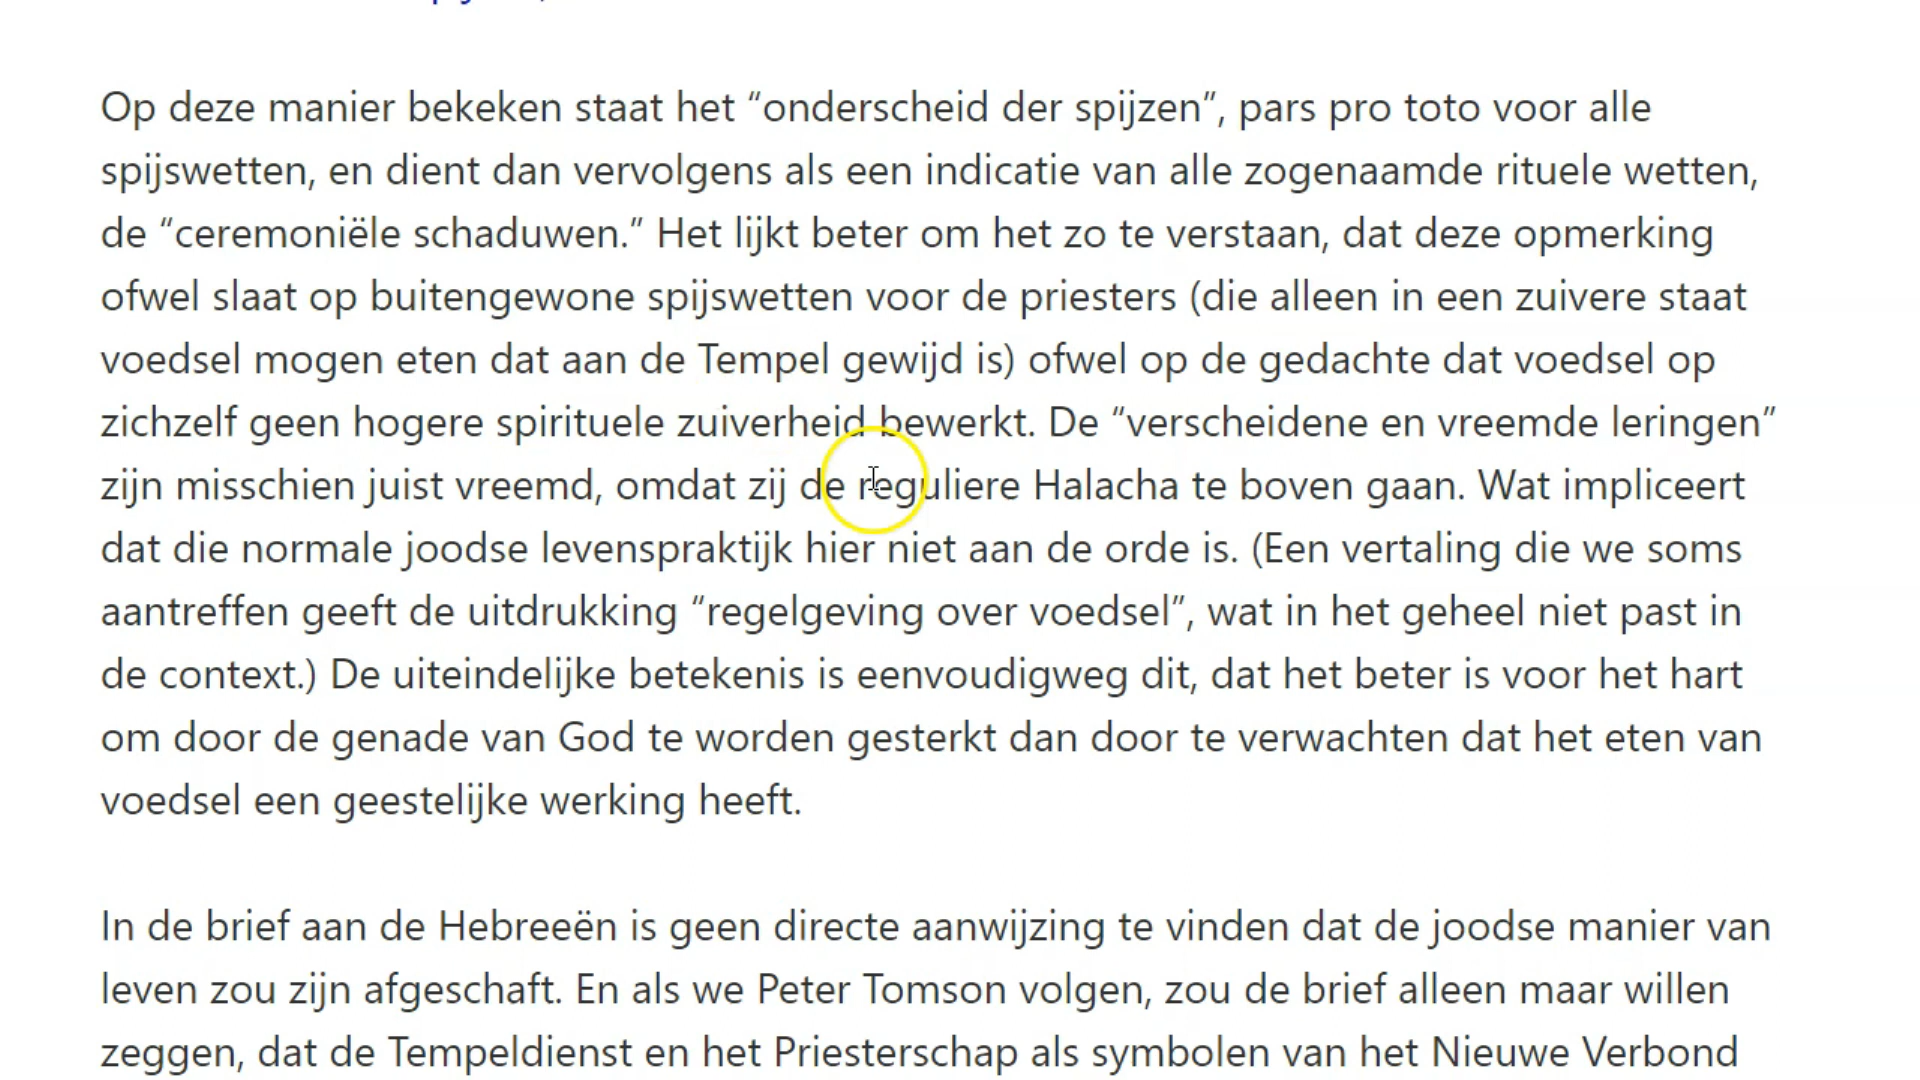 Op deze manier bekeken staat het “onderscheid der spijzen”, pars pro toto voor alle
spijswetten, en dient dan vervolgens als een indicatie van alle zogenaamde rituele wetten,
de “ceremoniële schaduwen.” Het lijkt beter om het zo te verstaan, dat deze opmerking
ofwel slaat op buitengewone spijswetten voor de priesters (die alleen in een zuivere staat
voedsel mogen eten dat aan de Tempel gewijd is) ofwel op de gedachte dat voedsel op
zichzelf geen hogere spirituele zuiverheid bewerkt. De “verscheidene en vreemde leringen”
zijn misschien juist vreemd, omdat zij de reguliere Halacha te boven gaan. Wat impliceert
dat die normale joodse levenspraktijk hier niet aan de orde is. (Een vertaling die we soms
aantreffen geeft de uitdrukking “regelgeving over voedsel”, wat in het geheel niet past in
de context.) De uiteindelijke betekenis is eenvoudigweg dit, dat het beter is voor het hart
om door de genade van God te worden gesterkt dan door te verwachten dat het eten van
voedsel een geestelijke werking heeft.
In de brief aan de Hebreeën is geen directe aanwijzing te vinden dat de joodse manier van
leven zou zijn afgeschaft. En als we Peter Tomson volgen, zou de brief alleen maar willen
zeggen, dat de Tempeldienst en het Priesterschap als symbolen van het Nieuwe Verbond